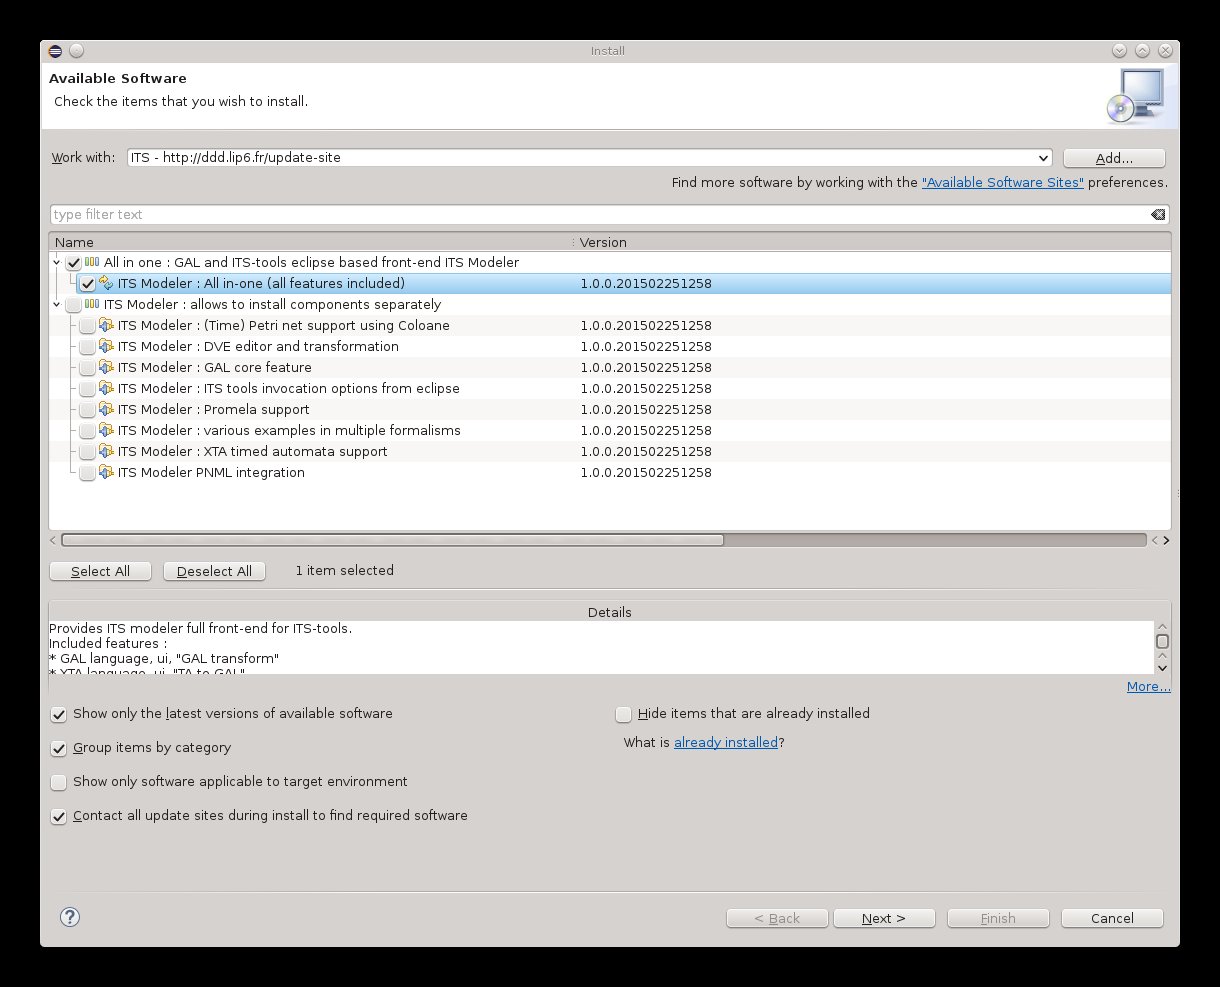 Install
Available Software
Check the items that you wish to install.
Work with: ITS - http://ddd.lip6.fr/update-site Add...
Find more software by working with the "Available Software Sites" preferences.
type filter text
Name Version
All in one : GAL and ITS-tools eclipse based front-end ITS Modeler
ITS Modeler : All in-one (all features included) 1.0.0.201502251258
ITS Modeler : allows to install components separately
ITS Modeler : (Time) Petri net support using Coloane 1.0.0.201502251258
ITS Modeler : DVE editor and transformation 1.0.0.201502251258
ITS Modeler : GAL core feature 1.0.0.201502251258
ITS Modeler : ITS tools invocation options from eclipse 1.0.0.201502251258
ITS Modeler : Promela support 1.0.0.201502251258
ITS Modeler : various examples in multiple formalisms 1.0.0.201502251258
ITS Modeler : XTA timed automata support 1.0.0.201502251258
ITS Modeler PNML integration 1.0.0.201502251258
Select All Deselect All 1 item selected
Details
Provides ITS modeler full front-end for ITS-tools.
Included features :
* GAL language, ui, "GAL transform"
* XTA language, ui, "TA to GAL"
More...
Show only the latest versions of available software Hide items that are already installed
Group items by category What is already installed?
Show only software applicable to target environment
Contact all update sites during install to find required software
? < Back Next > Finish Cancel